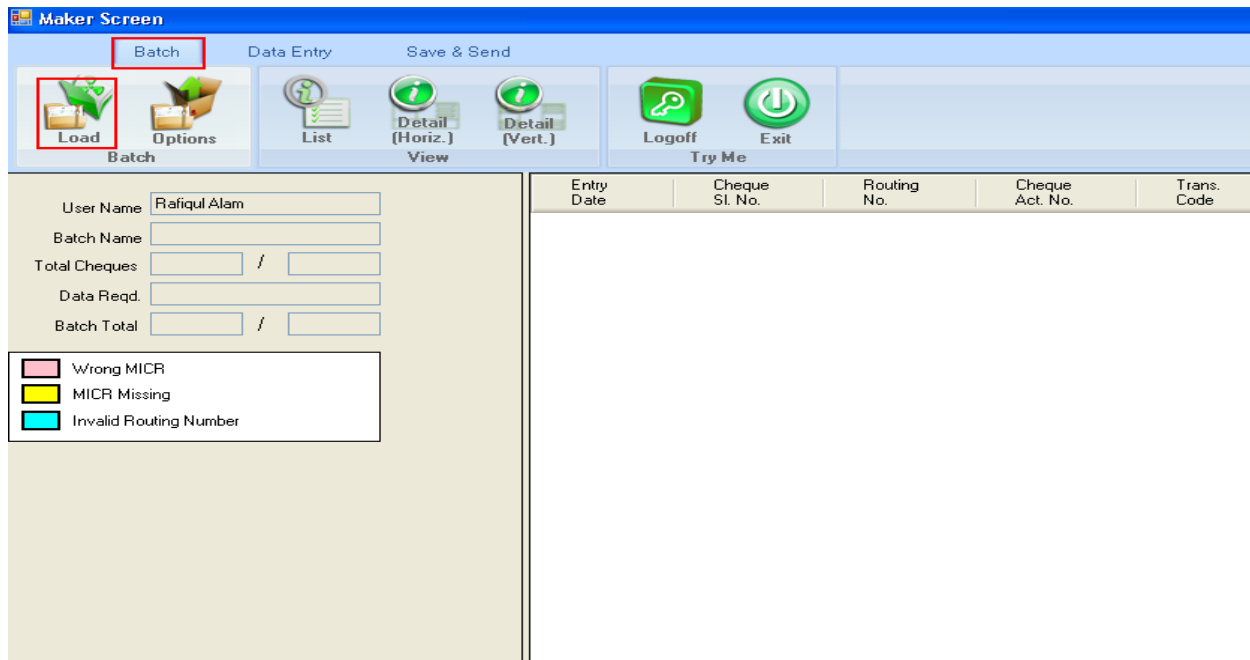 Maker Screen
Batch Data Entry Save & Send
Load Options List Detail (Horiz.) Detail (Vert.) Logoff Exit
Batch View Try Me
User Name Rafiqul Alam
Batch Name
Total Cheques /
Data Reqd.
Batch Total /
Wrong MICR
MICR Missing
Invalid Routing Number
Entry Cheque Routing Cheque Trans.
Date Sl. No. No. Act. No. Code